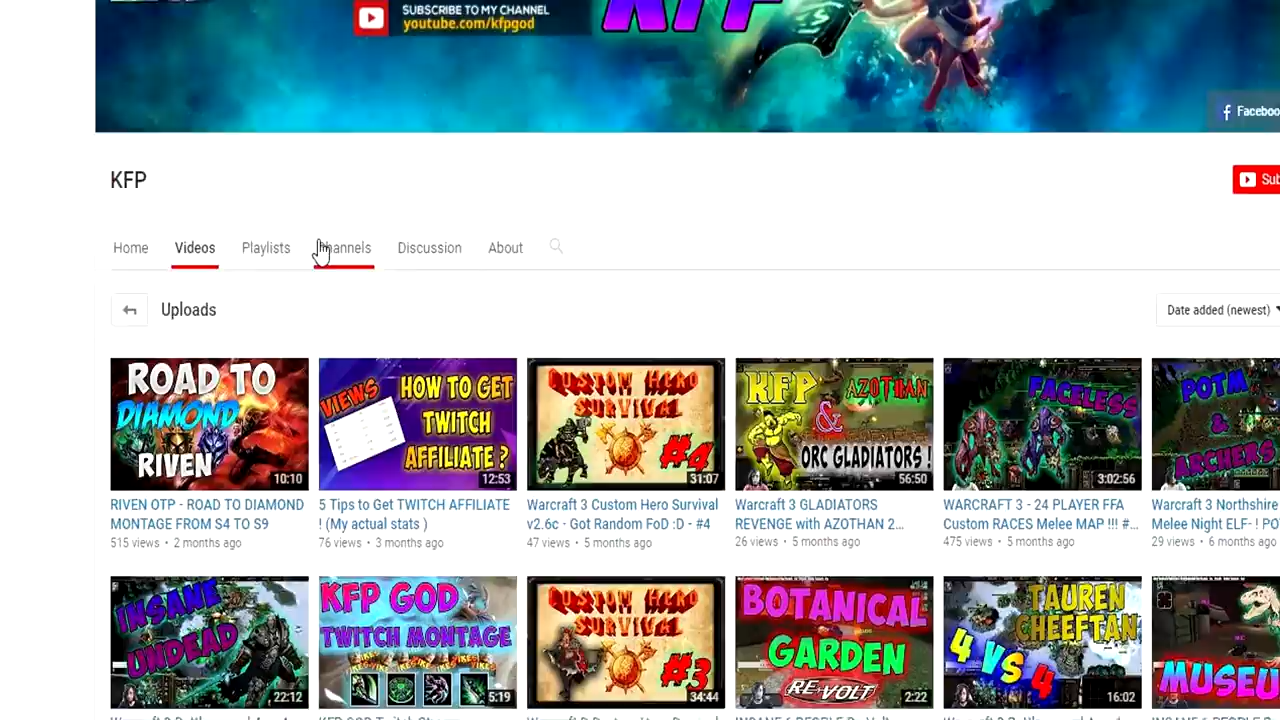 SUBSCRIBE TO MY CHANNEL
youtube.com/kfpgod
KFP
KFP
Home Videos Playlists Channels Discussion About
Uploads
Date added (newest)
ROAD TO
DIAMOND
RIVEN
10:10
VIEWS
HOW TO GET
TWITCH
AFFILIATE ?
12:53
CUSTOM HERO
SURVIVAL
#4
31:07
KFP
&
AZOTHAN
ORC GLADIATORS !
56:50
FACELESS
3:02:56
POTM
&
ARCHERS
RIVEN OTP - ROAD TO DIAMOND
MONTAGE FROM S4 TO S9
515 views • 2 months ago
5 Tips to Get TWITCH AFFILIATE
! (My actual stats )
76 views • 3 months ago
Warcraft 3 Custom Hero Survival
v2.6c - Got Random FoD :D - #4
47 views • 5 months ago
Warcraft 3 GLADIATORS
REVENGE with AZOTHAN 2...
26 views • 5 months ago
WARCRAFT 3 - 24 PLAYER FFA
Custom RACES Melee MAP !!! #...
475 views • 5 months ago
Warcraft 3 Northshire
Melee Night ELF- ! PO
29 views • 6 months ago
INSANE
UNDEAD
22:12
KFP GOD
TWITCH MONTAGE
5:19
CUSTOM HERO
SURVIVAL
#3
34:44
BOTANICAL
GARDEN
RE-VOLT
2:22
TAUREN
CHEEFTAN
4 VS 4
16:02
MUSEU